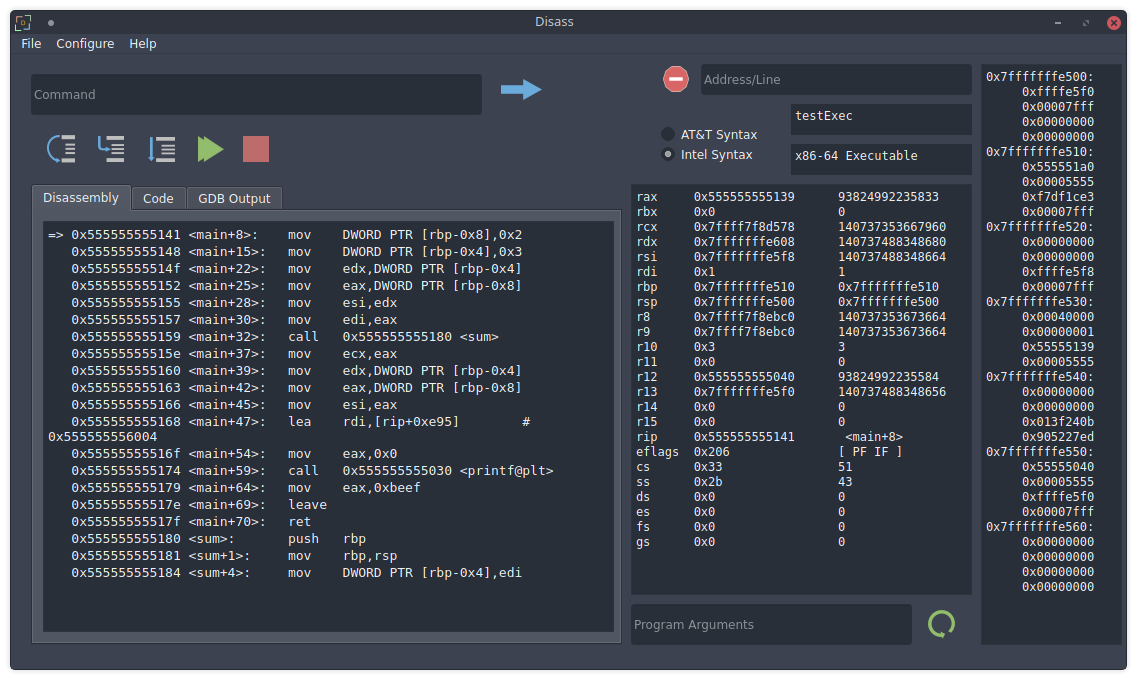 Disass
File Configure Help
Command
Address/Line
testExec
AT&T Syntax
Intel Syntax
x86-64 Executable
Disassembly Code GDB Output
=> 0x555555555141 <main+8>: mov DWORD PTR [rbp-0x8],0x2
0x555555555148 <main+15>: mov DWORD PTR [rbp-0x4],0x3
0x55555555514f <main+22>: mov edx,DWORD PTR [rbp-0x4]
0x555555555152 <main+25>: mov eax,DWORD PTR [rbp-0x8]
0x555555555155 <main+28>: mov esi,edx
0x555555555157 <main+30>: mov edi,eax
0x555555555159 <main+32>: call 0x555555555180 <sum>
0x55555555515e <main+37>: mov ecx,eax
0x555555555160 <main+39>: mov edx,DWORD PTR [rbp-0x4]
0x555555555163 <main+42>: mov eax,DWORD PTR [rbp-0x8]
0x555555555166 <main+45>: mov esi,eax
0x555555555168 <main+47>: lea rdi,[rip+0xe95] #
0x555555556004
0x55555555516f <main+54>: mov eax,0x0
0x555555555174 <main+59>: call 0x555555555030 <printf@plt>
0x555555555179 <main+64>: mov eax,0xbeef
0x55555555517e <main+69>: leave
0x55555555517f <main+70>: ret
0x555555555180 <sum>: push rbp
0x555555555181 <sum+1>: mov rbp,rsp
0x555555555184 <sum+4>: mov DWORD PTR [rbp-0x4],edi
rax 0x555555555139 93824992235833
rbx 0x0 0
rcx 0x7ffff7f8d578 140737353667960
rdx 0x7fffffffe608 140737488348680
rsi 0x7fffffffe5f8 140737488348664
rdi 0x1 1
rbp 0x7fffffffe510 0x7fffffffe510
rsp 0x7fffffffe500 0x7fffffffe500
r8 0x7ffff7f8ebc0 140737353673664
r9 0x7ffff7f8ebc0 140737353673664
r10 0x3 3
r11 0x0 0
r12 0x555555555040 93824992235584
r13 0x7fffffffe5f0 140737488348656
r14 0x0 0
r15 0x0 0
rip 0x555555555141 <main+8>
eflags 0x206 [ PF IF ]
cs 0x33 51
ss 0x2b 43
ds 0x0 0
es 0x0 0
fs 0x0 0
gs 0x0 0
Program Arguments
0x7fffffffe500:
0xffffe5f0
0x00007fff
0x00000000
0x00000000
0x7fffffffe510:
0x555551a0
0x00005555
0xf7df1ce3
0x00007fff
0x7fffffffe520:
0x00000000
0x00000000
0xffffe5f8
0x00007fff
0x7fffffffe530:
0x00040000
0x00000001
0x55555139
0x00005555
0x7fffffffe540:
0x00000000
0x00000000
0x013f240b
0x905227ed
0x7fffffffe550:
0x55555040
0x00005555
0xffffe5f0
0x00007fff
0x7fffffffe560:
0x00000000
0x00000000
0x00000000
0x00000000